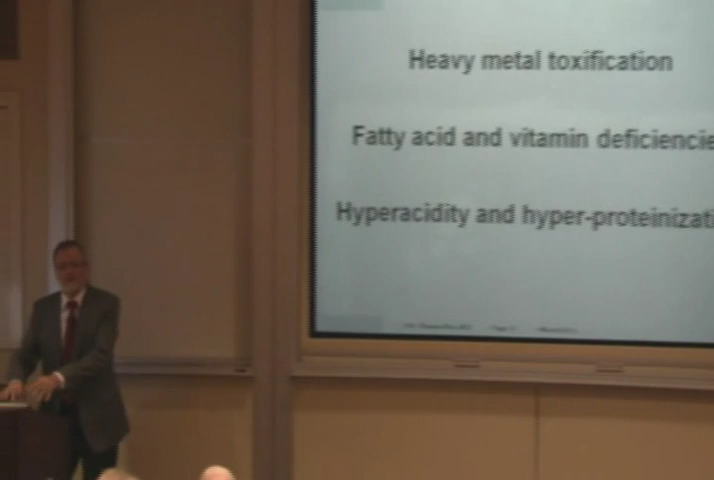 Heavy metal toxification
Fatty acid and vitamin deficiencie
Hyperacidity and hyper-proteinizati